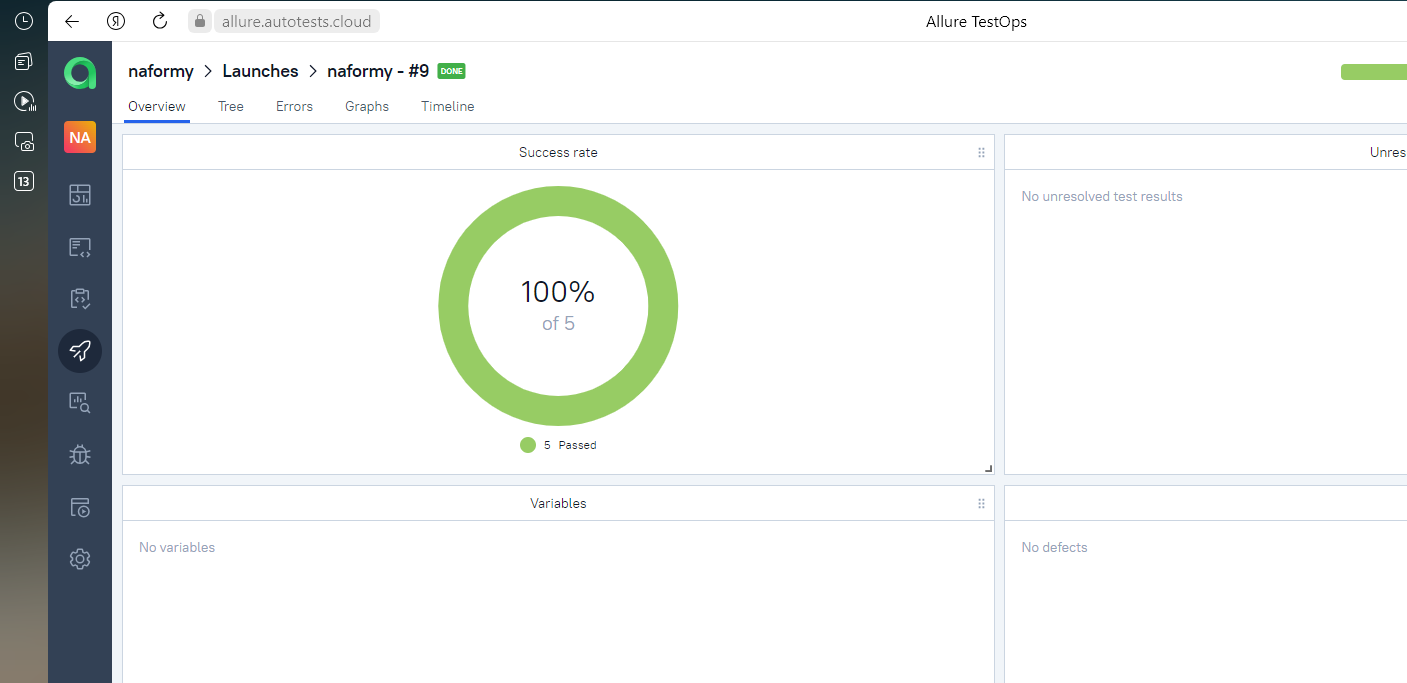 Я
allure.autotests.cloud
Allure TestOps
13
NA
naformy > Launches > naformy - #9 DONE
Overview Tree Errors Graphs Timeline
Success rate
100%
of 5
5 Passed
Unres
No unresolved test results
Variables
No variables
No defects